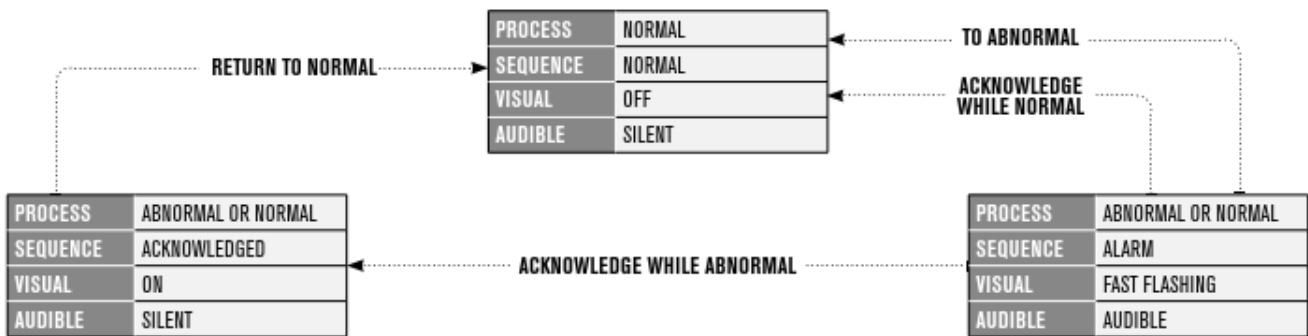 PROCESS NORMAL
SEQUENCE NORMAL
VISUAL OFF
AUDIBLE SILENT
RETURN TO NORMAL
TO ABNORMAL
ACKNOWLEDGE
WHILE NORMAL
PROCESS ABNORMAL OR NORMAL
SEQUENCE ACKNOWLEDGED
VISUAL ON
AUDIBLE SILENT
ACKNOWLEDGE WHILE ABNORMAL
PROCESS ABNORMAL OR NORMAL
SEQUENCE ALARM
VISUAL FAST FLASHING
AUDIBLE AUDIBLE